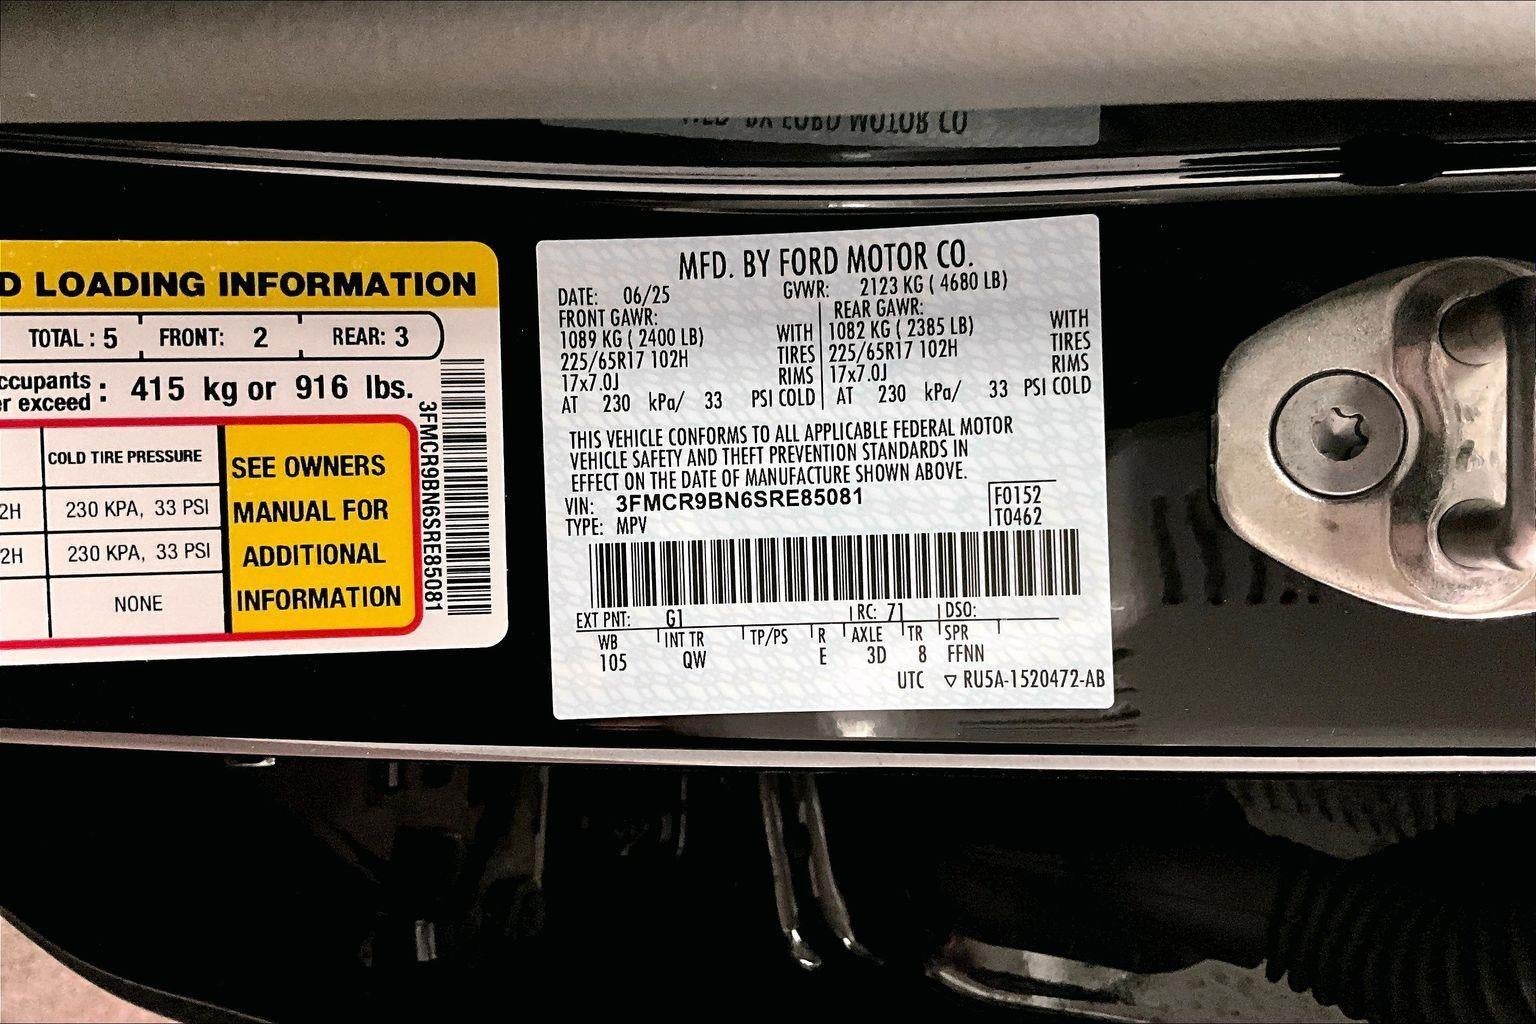 D LOADING INFORMATION
TOTAL : 5 FRONT: 2 REAR: 3
ccupants
er exceed : 415 kg or 916 lbs.
COLD TIRE PRESSURE
2H 230 KPA, 33 PSI
2H 230 KPA, 33 PSI
NONE
SEE OWNERS
MANUAL FOR
ADDITIONAL
INFORMATION
3FMCR9BN6SRE85081
MFD. BY FORD MOTOR CO.
DATE: 06/25 GVWR: 2123 KG ( 4680 LB)
FRONT GAWR: REAR GAWR:
1089 KG ( 2400 LB) WITH 1082 KG ( 2385 LB) WITH
225/65R17 102H TIRES 225/65R17 102H TIRES
17x7.0J RIMS 17x7.0J RIMS
AT 230 kPa/ 33 PSI COLD AT 230 kPa/ 33 PSI COLD
THIS VEHICLE CONFORMS TO ALL APPLICABLE FEDERAL MOTOR
VEHICLE SAFETY AND THEFT PREVENTION STANDARDS IN
EFFECT ON THE DATE OF MANUFACTURE SHOWN ABOVE.
VIN: 3FMCR9BN6SRE85081 F0152
TYPE: MPV T0462
EXT PNT: G1 RC: 71 DSO:
WB INT TR TP/PS R AXLE TR SPR
105 QW E 3D 8 FFNN
UTC ▽ RU5A-1520472-AB